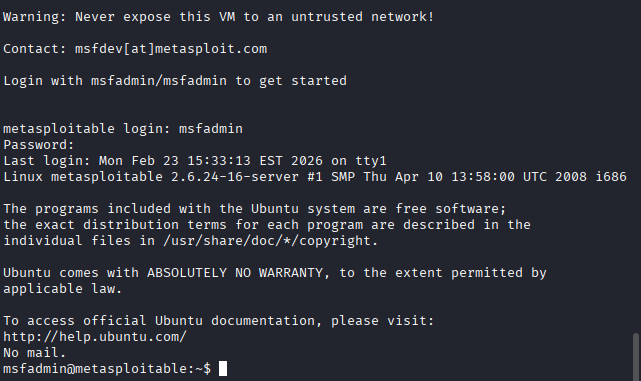 Warning: Never expose this VM to an untrusted network!
Contact: msfdev[at]metasploit.com
Login with msfadmin/msfadmin to get started
metasploitable login: msfadmin
Password:
Last login: Mon Feb 23 15:33:13 EST 2026 on tty1
Linux metasploitable 2.6.24-16-server #1 SMP Thu Apr 10 13:58:00 UTC 2008 i686
The programs included with the Ubuntu system are free software;
the exact distribution terms for each program are described in the
individual files in /usr/share/doc/*/copyright.
Ubuntu comes with ABSOLUTELY NO WARRANTY, to the extent permitted by
applicable law.
To access official Ubuntu documentation, please visit:
http://help.ubuntu.com/
No mail.
msfadmin@metasploitable:~$